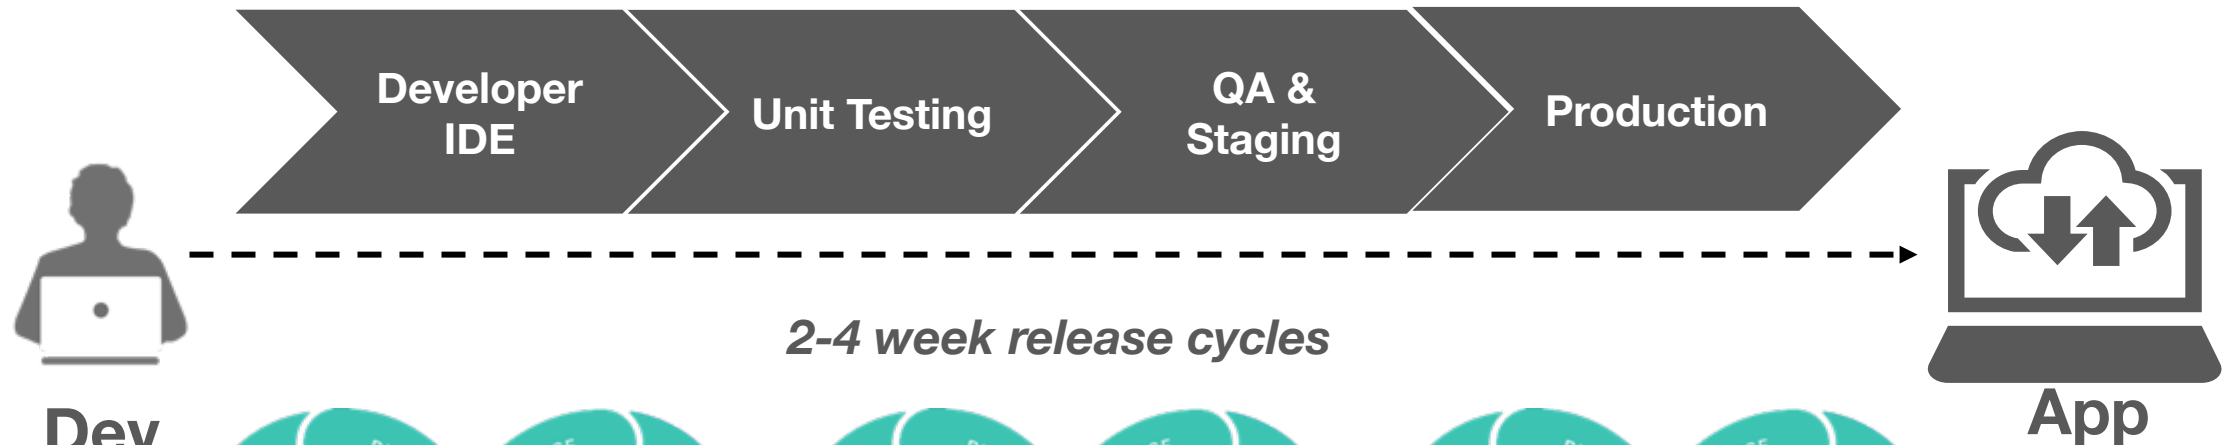 Developer
IDE
Unit Testing
QA &
Staging
Production
2-4 week release cycles
Dev
App